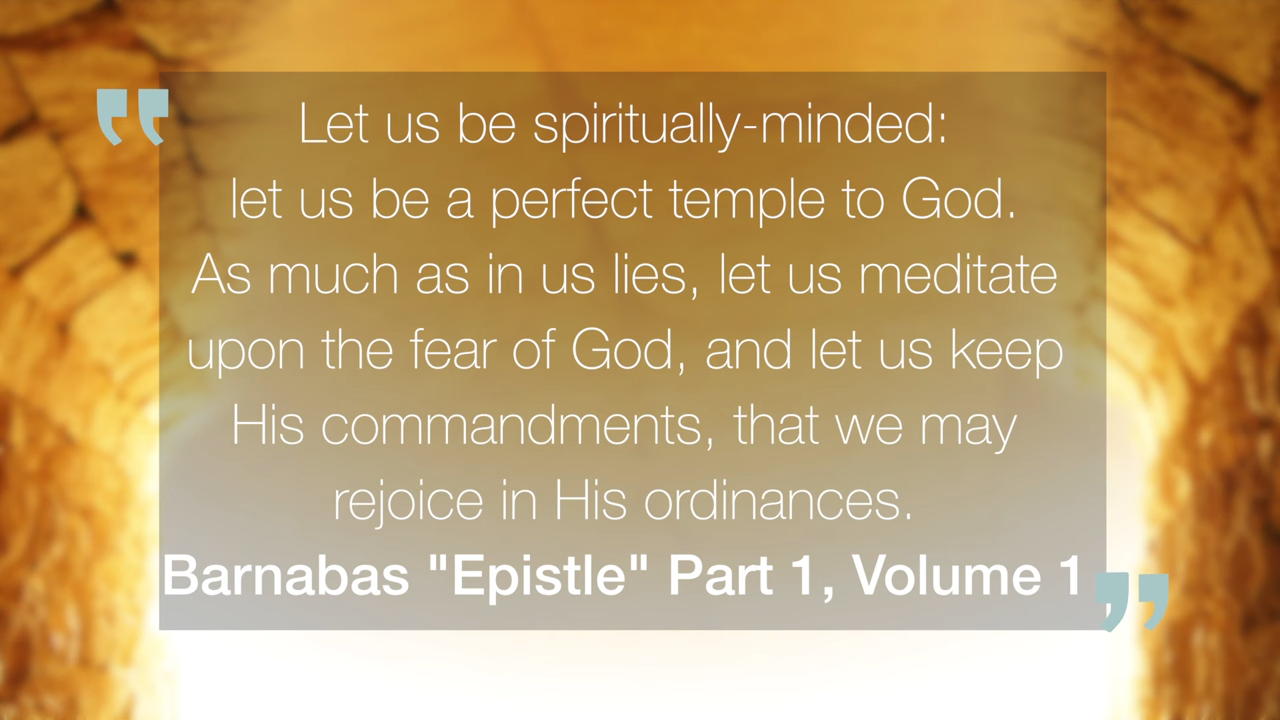 Let us be spiritually-minded:
let us be a perfect temple to God.
As much as in us lies, let us meditate
upon the fear of God, and let us keep
His commandments, that we may
rejoice in His ordinances.
Barnabas "Epistle" Part 1, Volume 1